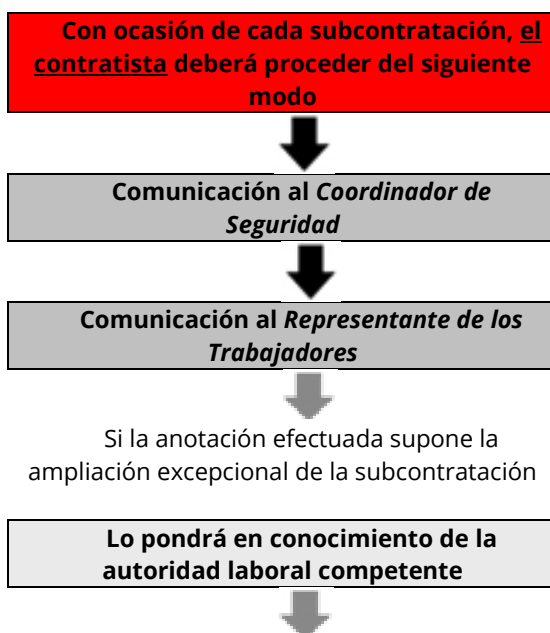 Con ocasión de cada subcontratación, el
contratista deberá proceder del siguiente
modo
Comunicación al Coordinador de
Seguridad
Comunicación al Representante de los
Trabajadores
Si la anotación efectuada supone la
ampliación excepcional de la subcontratación
Lo pondrá en conocimiento de la
autoridad laboral competente